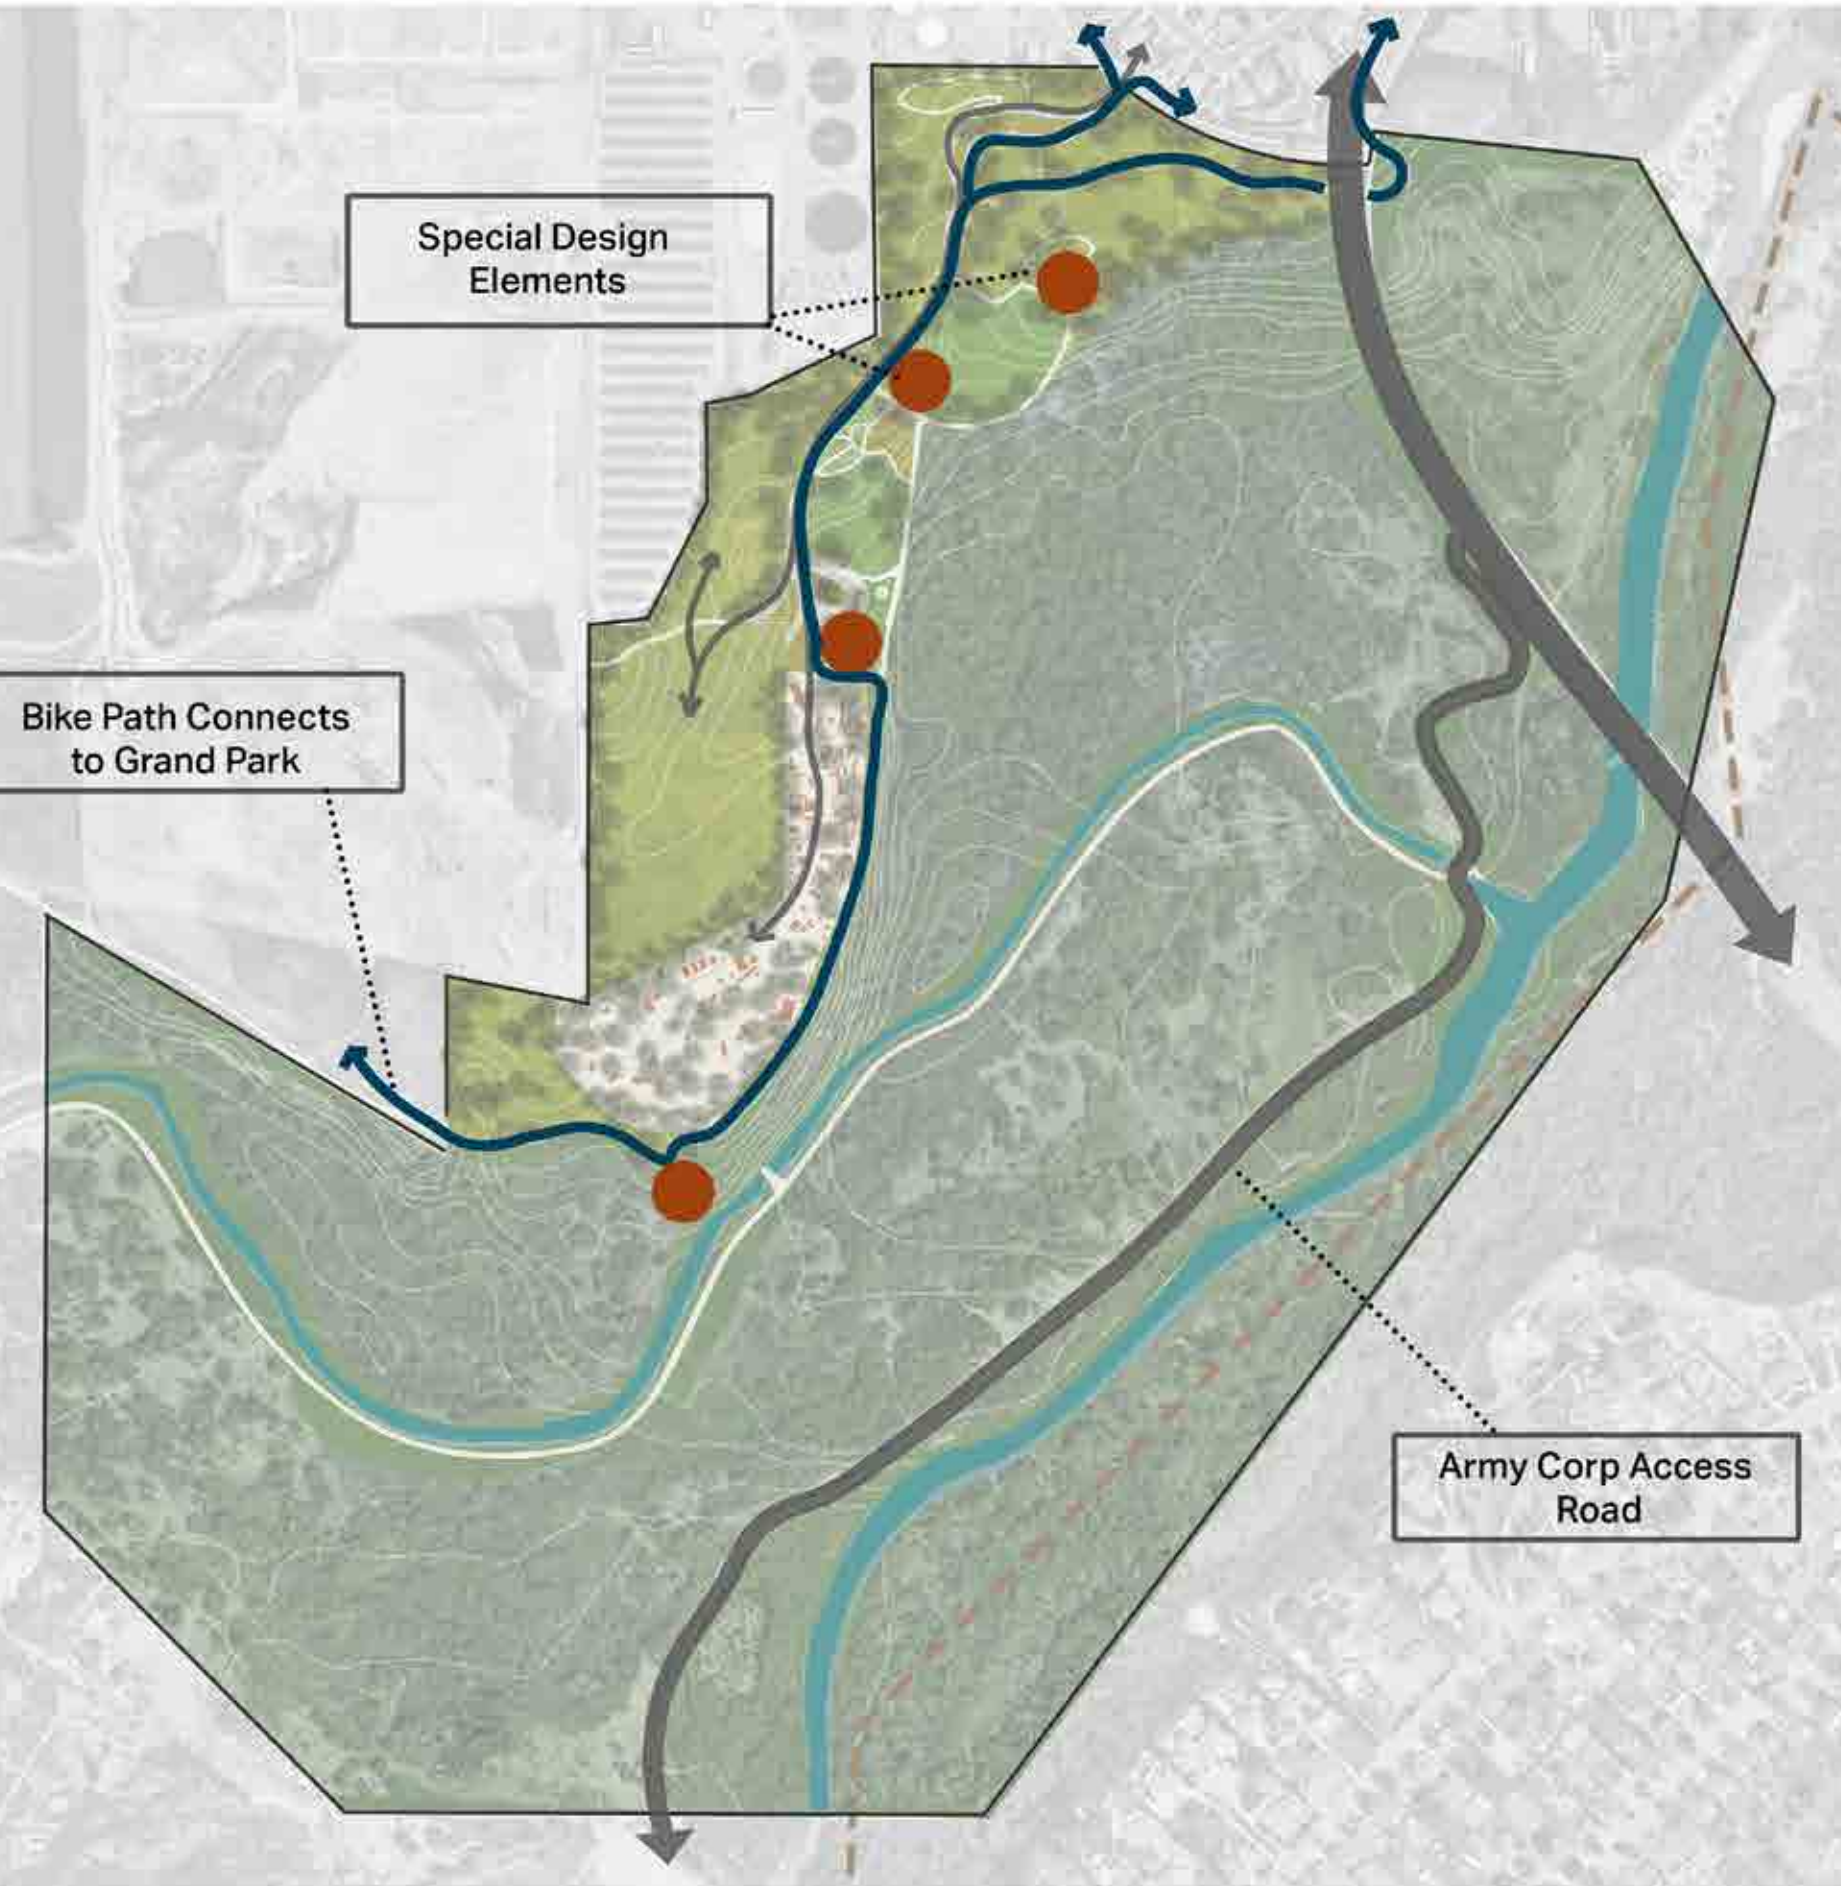 Special Design
Elements
Bike Path Connects
to Grand Park
Army Corp Access
Road